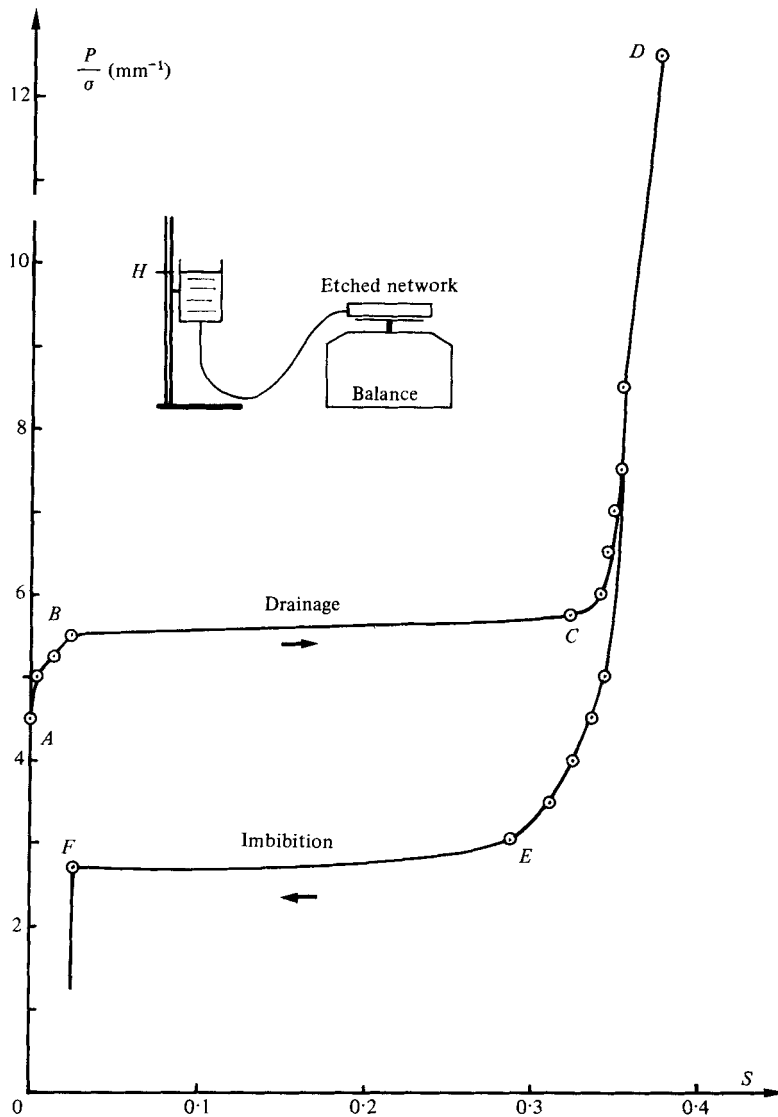 P/σ (mm⁻¹)
D
12
10
H
Etched network
Balance
8
6
B
Drainage
C
A
4
F
Imbibition
E
2
S
0
0·1
0·2
0·3
0·4